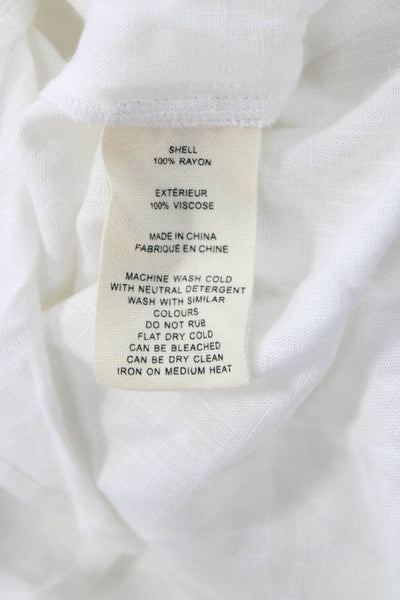 SHELL
100% RAYON
EXTÉRIEUR
100% VISCOSE
MADE IN CHINA
FABRIQUÉ EN CHINE
MACHINE WASH COLD
WITH NEUTRAL DETERGENT
WASH WITH SIMILAR
COLOURS
DO NOT RUB
FLAT DRY COLD
CAN BE BLEACHED
CAN BE DRY CLEAN
IRON ON MEDIUM HEAT